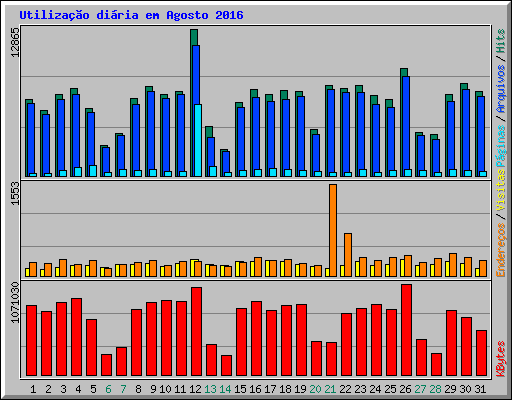 Utilização diária em Agosto 2016
12865
1553
1071030
KBytes
Endereços / Visitas
Páginas / Arquivos / Hits
1 2 3 4 5 6 7 8 9 10 11 12 13 14 15 16 17 18 19 20 21 22 23 24 25 26 27 28 29 30 31